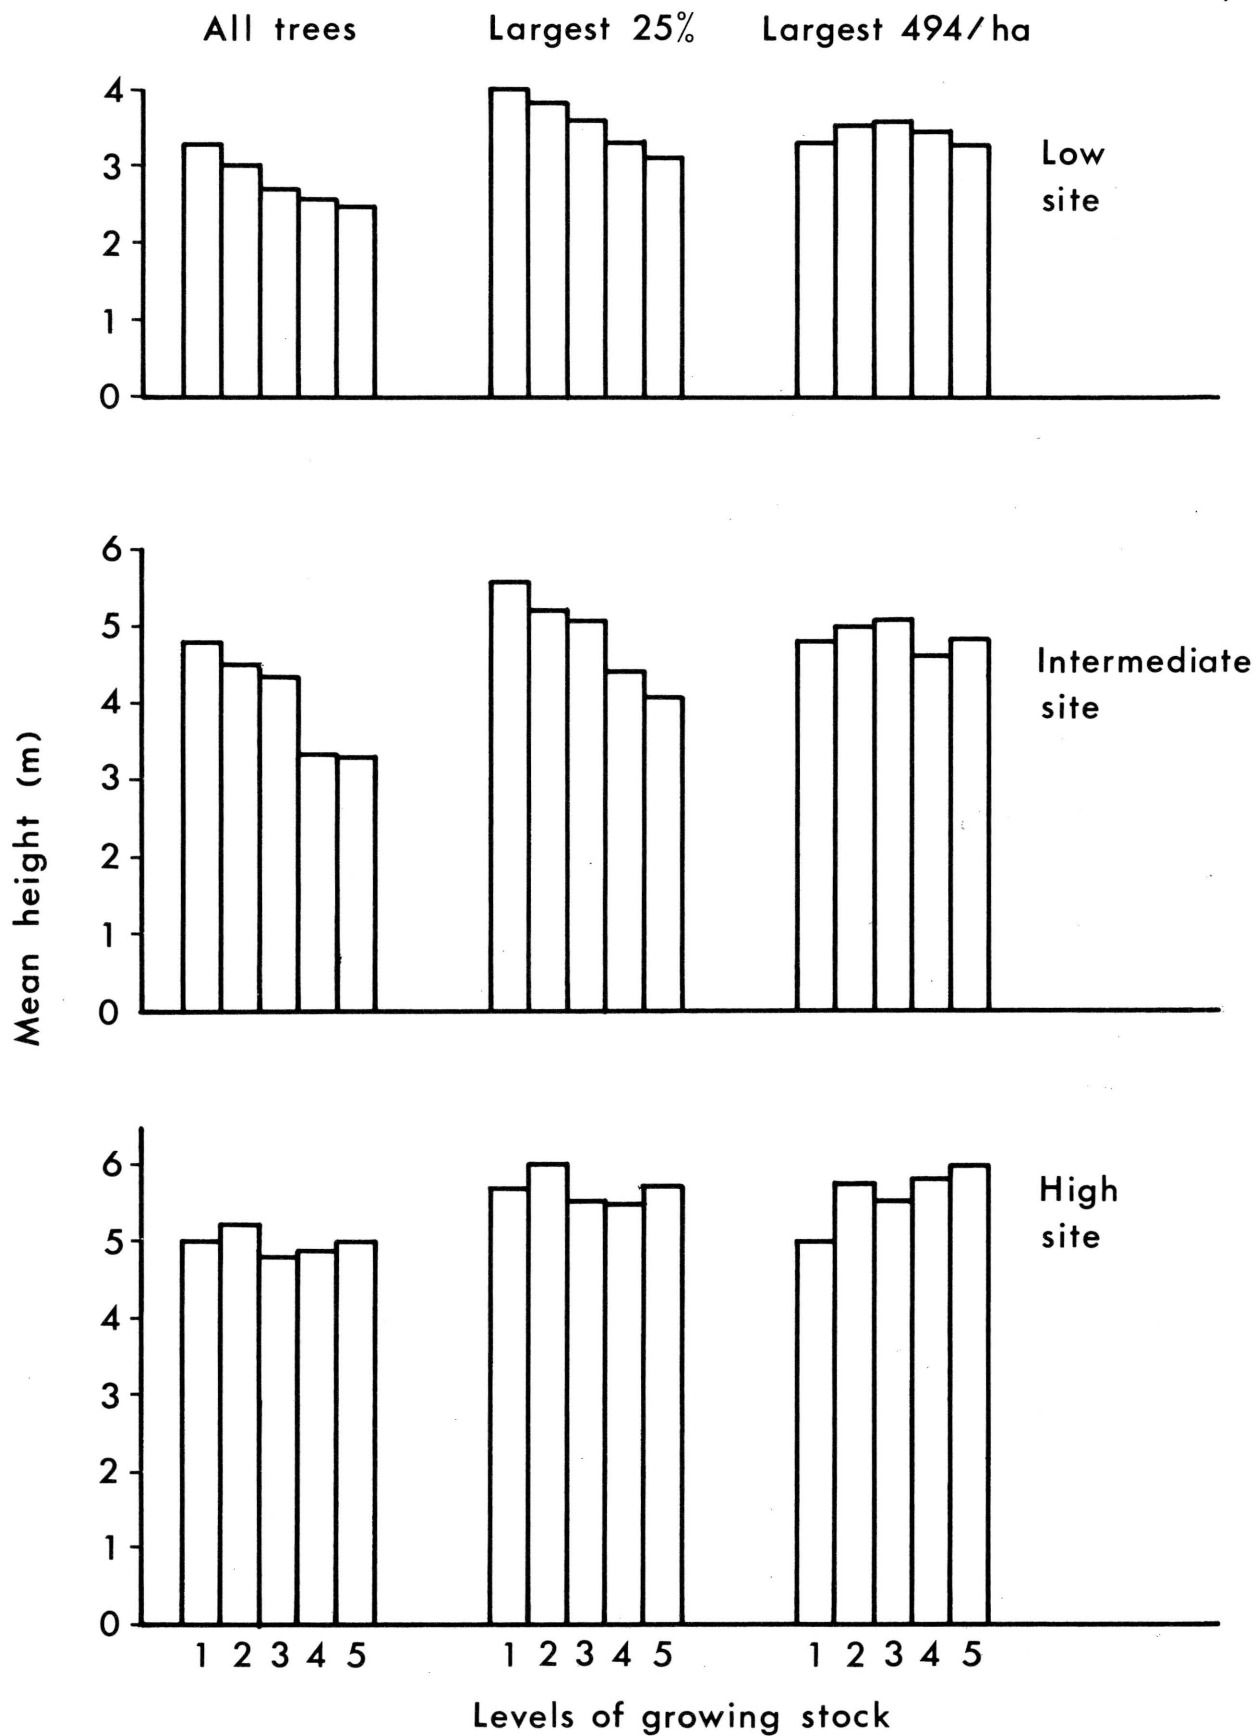 All trees Largest 25% Largest 494/ha
4
3
2
1
0
Low
site
6
5
4
3
2
1
0
Intermediate
site
Mean height (m)
6
5
4
3
2
1
0
High
site
1 2 3 4 5 1 2 3 4 5 1 2 3 4 5
Levels of growing stock